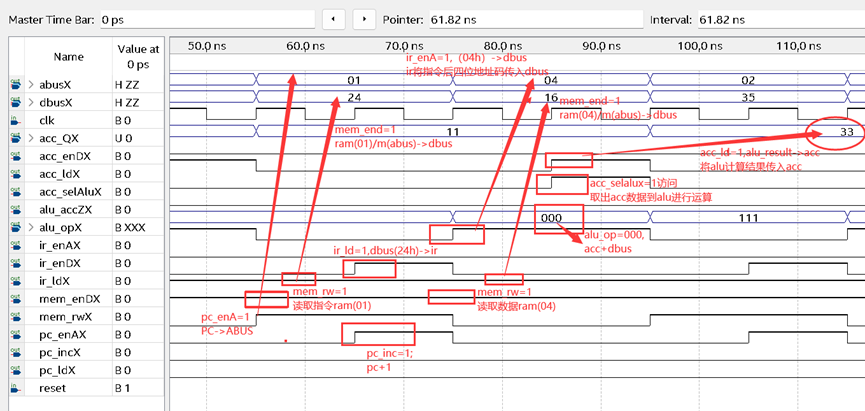 Master Time Bar: 0 ps Pointer: 61.82 ns Interval: 61.82 ns
Name Value at 0 ps
50.0 ns 60.0 ns 70.0 ns 80.0 ns 90.0 ns 100.0 ns 110,0 ns
ir_enA=1,（04h）->dbus
ir将指令后四位地址码传入dbus
abusX H ZZ 01 04 02
dbusX H ZZ 24 16 35
clk B 0
mem_end=1
ram(04)/m(abus)->dbus
mem_end=1
ram(01)/m(abus)->dbus
acc_QX U 0 11 33
acc_enDX B 0
acc_ld=1,alu_result->acc
将alu计算结果传入acc
acc_ldX B 0
acc_selAluX B 0
acc_selalux=1访问
取出acc数据到alu进行运算
alu_accZX B 0
alu_opX B XXX 000 111
alu_op=000,
acc+dbus
ir_enAX B 0
ir_ld=1,dbus(24h)->ir
ir_enDX B 0
ir_ldX B 0
mem_rw=1
读取指令ram(01)
mem_rw=1
读取数据ram(04)
mem_enDX B 0
mem_rwX B 0
pc_enA=1
PC->ABUS
pc_enAX B 0
pc_incX B 0
pc_inc=1;
pc+1
pc_ldX B 0
reset B 1